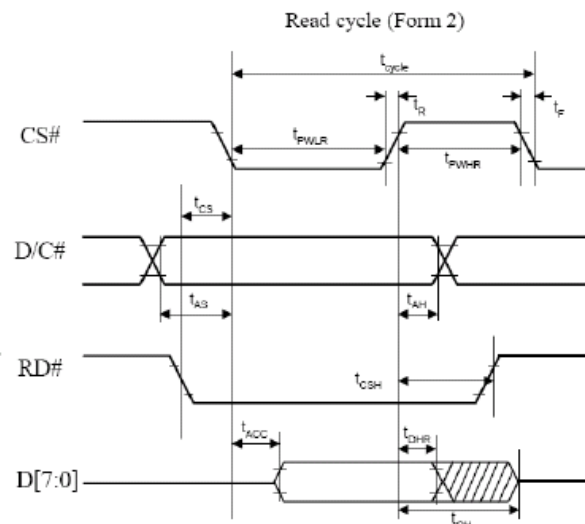 Read cycle (Form 2)
tcycle
tR
tF
CS#
tPWLR
tPWHR
tCS
D/C#
tAS
tAH
RD#
tCSH
tACC
tDHR
D[7:0]